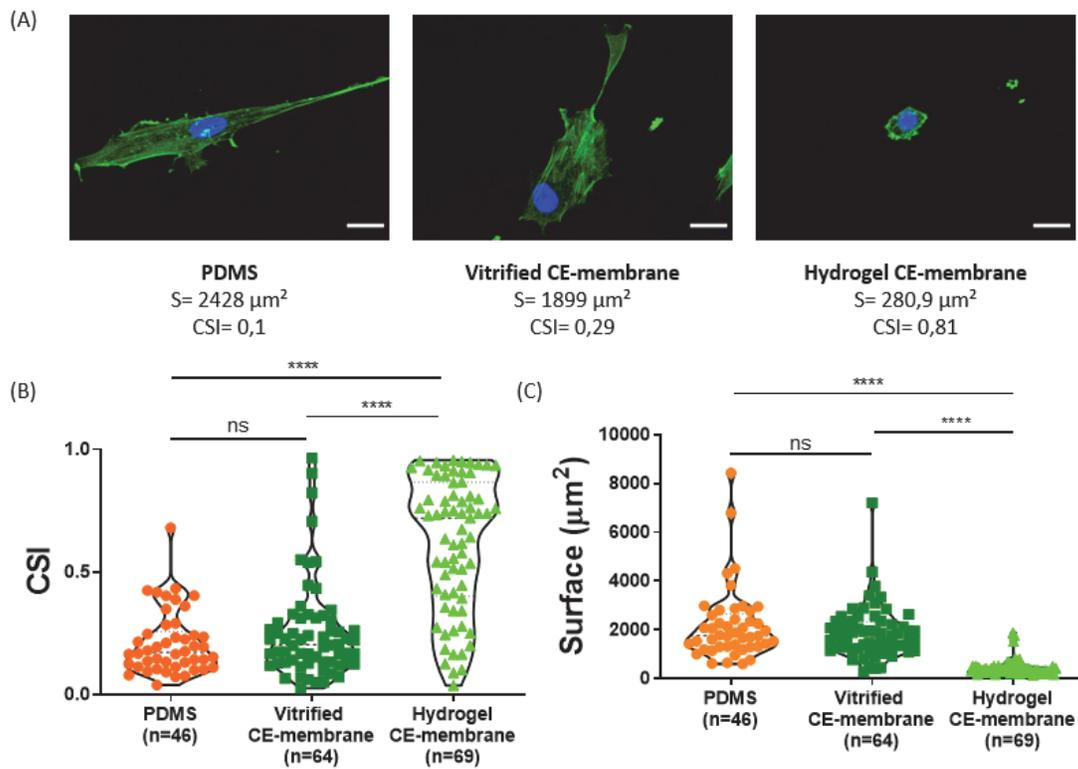 (A)
PDMS
S= 2428 µm²
CSI= 0,1
Vitrified CE-membrane
S= 1899 µm²
CSI= 0,29
Hydrogel CE-membrane
S= 280,9 µm²
CSI= 0,81
(B)
****
****
ns
CSI
1.0
0.5
0.0
PDMS
(n=46)
Vitrified
CE-membrane
(n=64)
Hydrogel
CE-membrane
(n=69)
(C)
****
****
ns
Surface (µm²)
10000
8000
6000
4000
2000
0
PDMS
(n=46)
Vitrified
CE-membrane
(n=64)
Hydrogel
CE-membrane
(n=69)